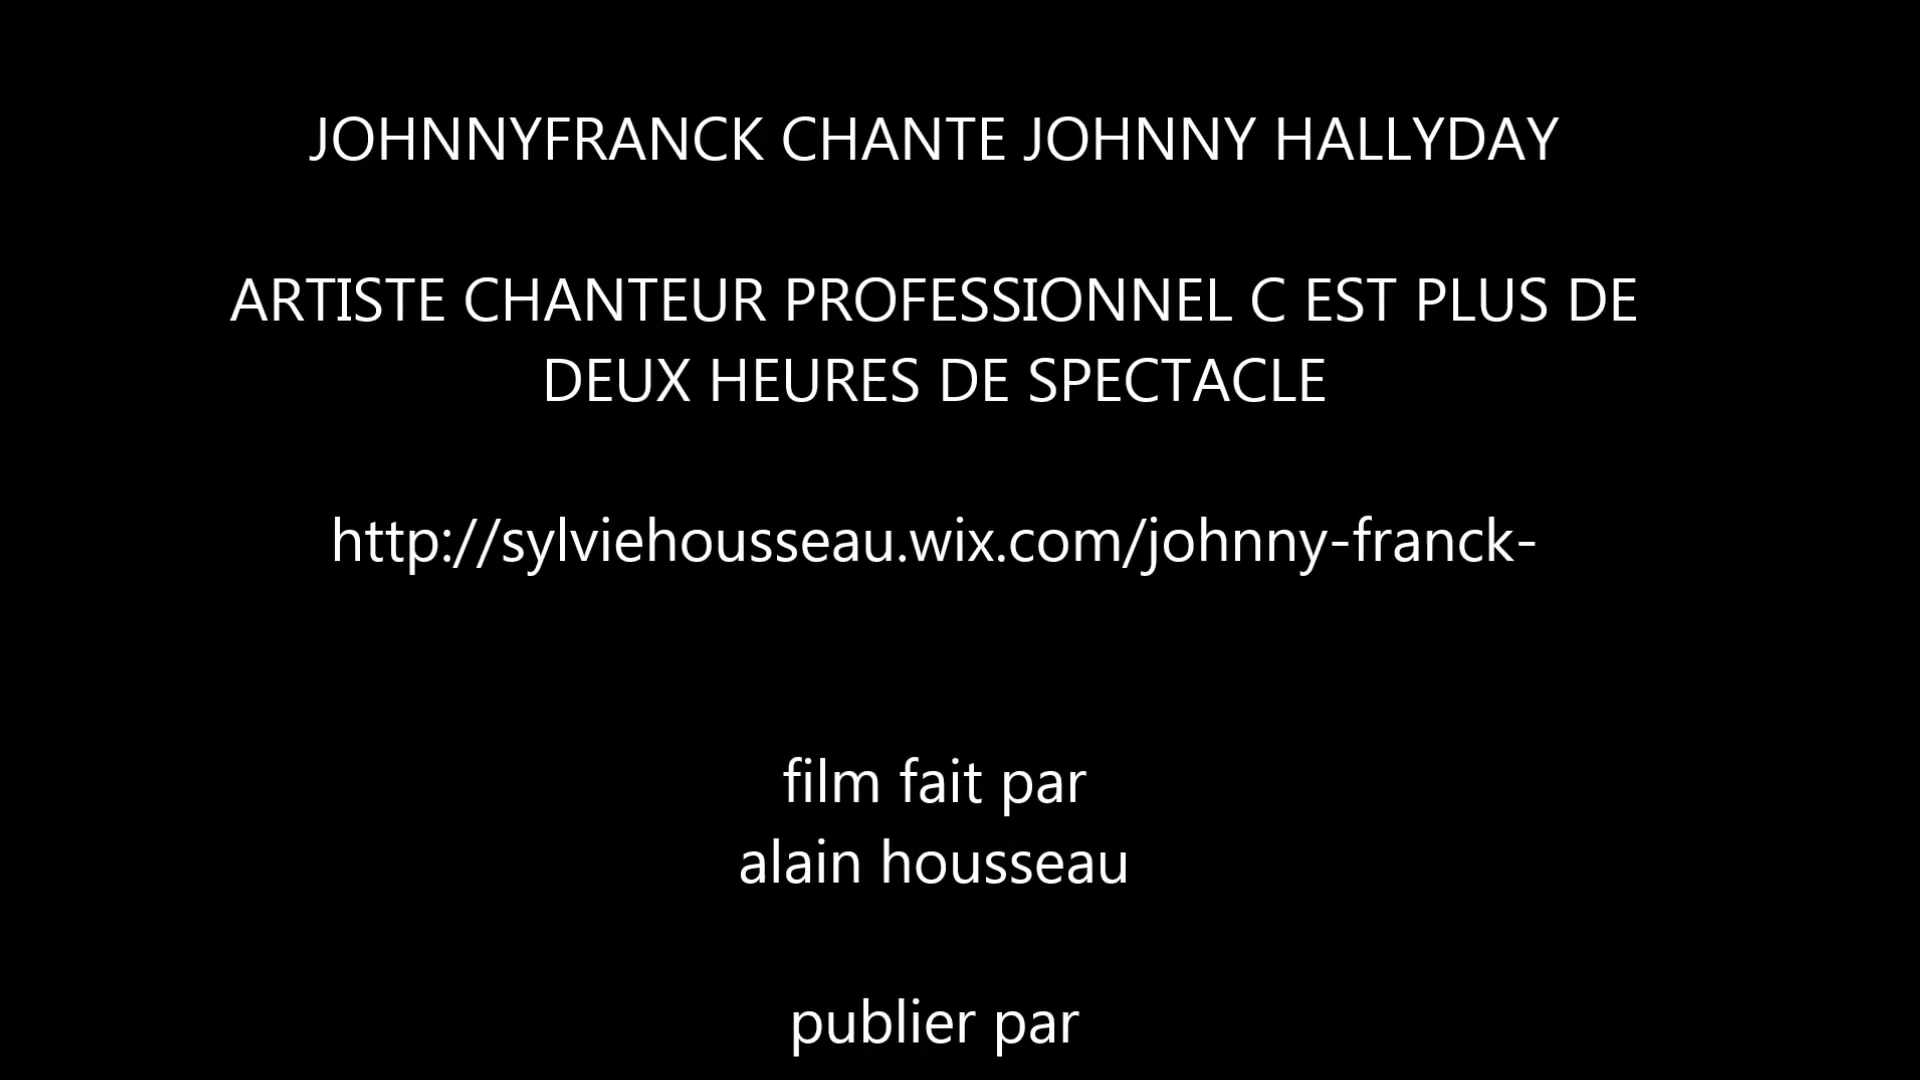 JOHNNYFRANCK CHANTE JOHNNY HALLYDAY
ARTISTE CHANTEUR PROFESSIONNEL C EST PLUS DE
DEUX HEURES DE SPECTACLE
http://sylviehousseau.wix.com/johnny-franck-
film fait par
alain housseau
publier par